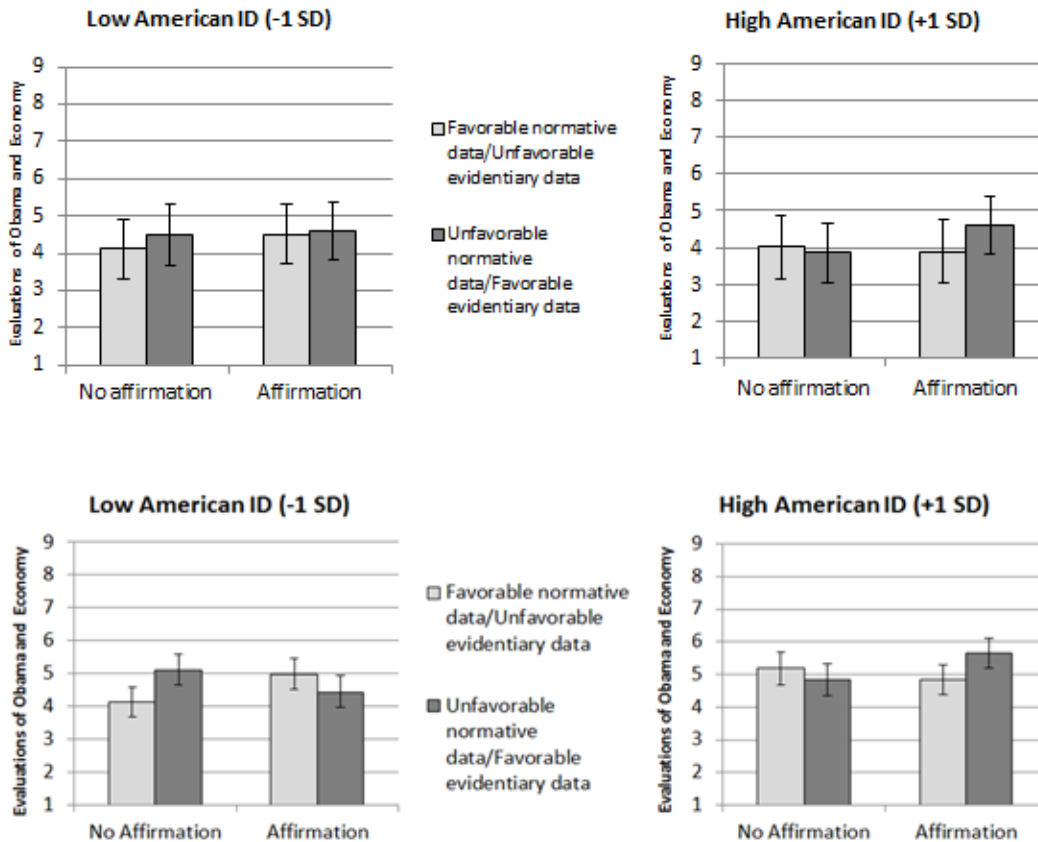 Low American ID (-1 SD)
High American ID (+1 SD)
Evaluations of Obama and Economy
9
8
7
6
5
4
3
2
1
No affirmation
Affirmation
Favorable normative
data/Unfavorable
evidentiary data
Unfavorable
normative
data/Favorable
evidentiary data
Evaluations of Obama and Economy
9
8
7
6
5
4
3
2
1
No affirmation
Affirmation
Low American ID (-1 SD)
High American ID (+1 SD)
Evaluations of Obama and Economy
9
8
7
6
5
4
3
2
1
No Affirmation
Affirmation
Favorable normative
data/Unfavorable
evidentiary data
Unfavorable
normative
data/Favorable
evidentiary data
Evaluations of Obama and Economy
9
8
7
6
5
4
3
2
1
No Affirmation
Affirmation